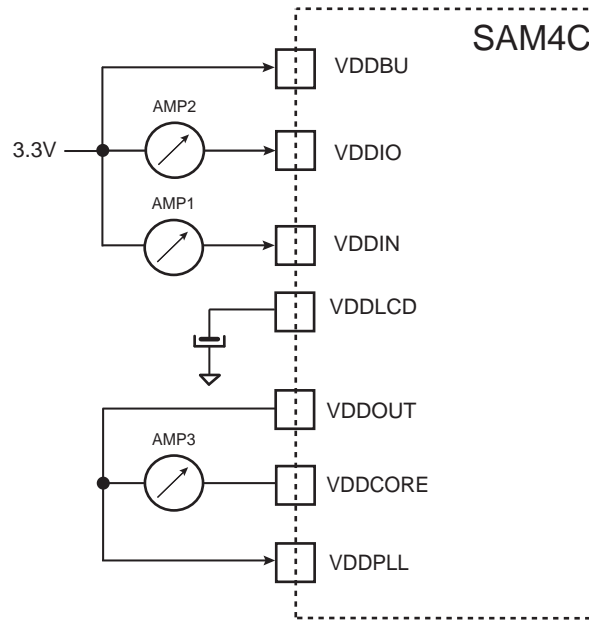 SAM4C
VDDBU
AMP2
3.3V
VDDIO
AMP1
VDDIN
VDDLCD
VDDOUT
AMP3
VDDCORE
VDDPLL